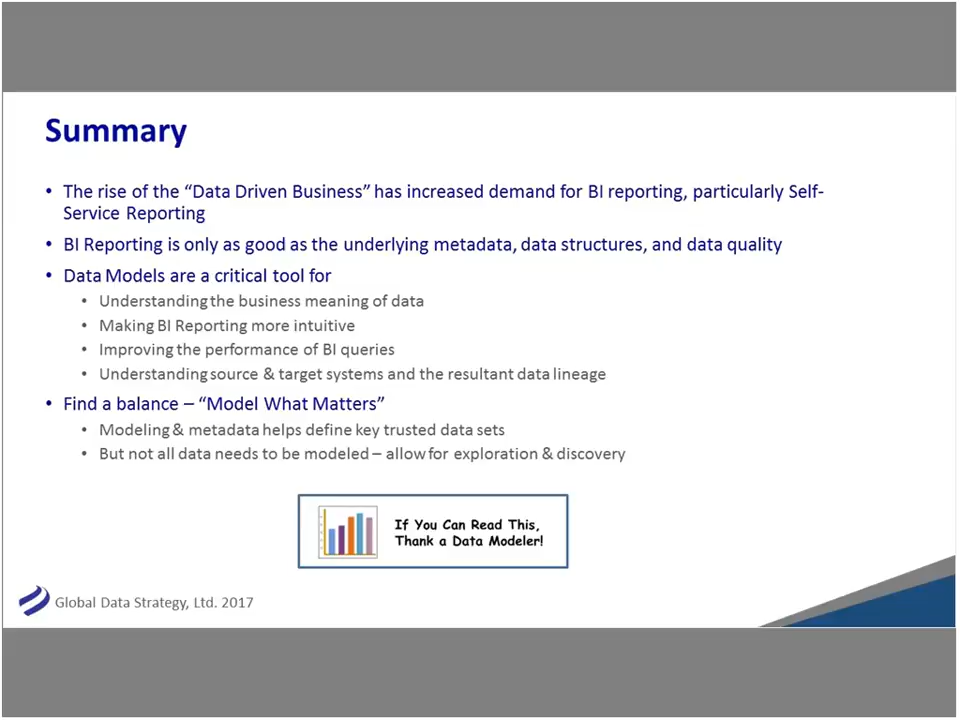 Summary
• The rise of the “Data Driven Business” has increased demand for BI reporting, particularly Self-
Service Reporting
• BI Reporting is only as good as the underlying metadata, data structures, and data quality
• Data Models are a critical tool for
• Understanding the business meaning of data
• Making BI Reporting more intuitive
• Improving the performance of BI queries
• Understanding source & target systems and the resultant data lineage
• Find a balance – “Model What Matters”
• Modeling & metadata helps define key trusted data sets
• But not all data needs to be modeled – allow for exploration & discovery
If You Can Read This,
Thank a Data Modeler!
Global Data Strategy, Ltd. 2017